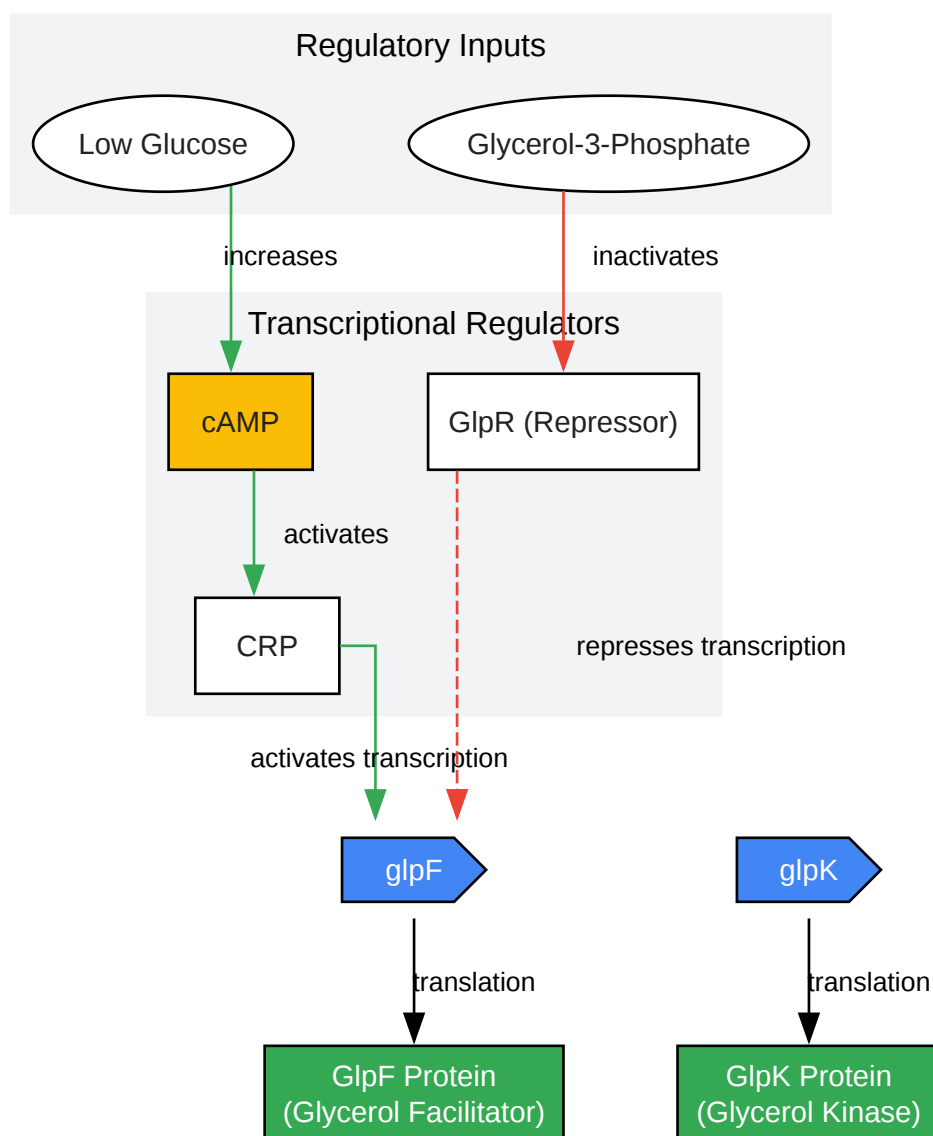 Regulatory Inputs
Low Glucose
Glycerol-3-Phosphate
increases
inactivates
Transcriptional Regulators
cAMP
GlpR (Repressor)
activates
CRP
represses transcription
activates transcription
glpF
glpK
translation
translation
GlpF Protein
(Glycerol Facilitator)
GlpK Protein
(Glycerol Kinase)